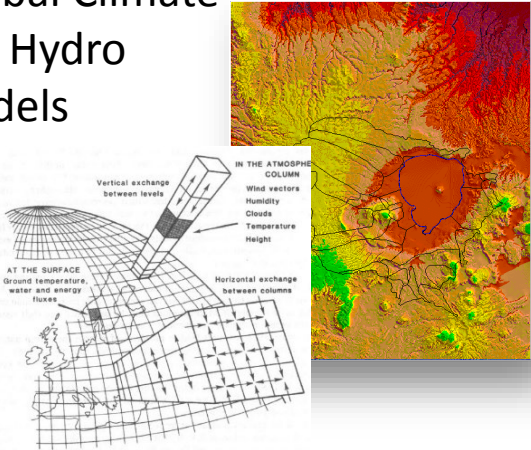 Climate
Hydro
dels
Vertical exchange
between levels
IN THE ATMOSPHE
COLUMN
Wind vectors
Humidity
Clouds
Temperature
Height
AT THE SURFACE
Ground temperature,
water and energy
fluxes
Horizontal exchange
between columns